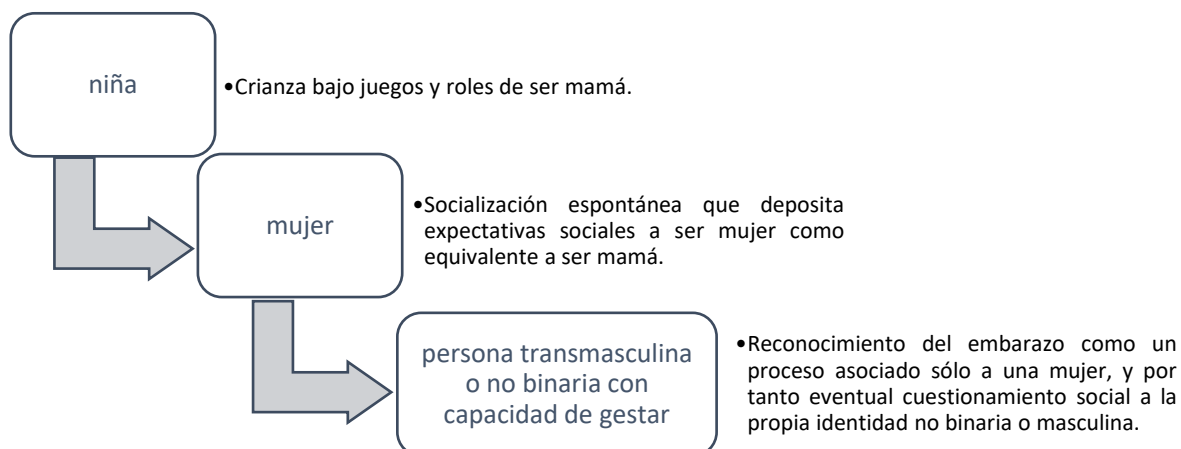 niña
•Crianza bajo juegos y roles de ser mamá.
mujer
•Socialización espontánea que deposita
expectativas sociales a ser mujer como
equivalente a ser mamá.
persona transmasculina
o no binaria con
capacidad de gestar
•Reconocimiento del embarazo como un
proceso asociado sólo a una mujer, y por
tanto eventual cuestionamiento social a la
propia identidad no binaria o masculina.